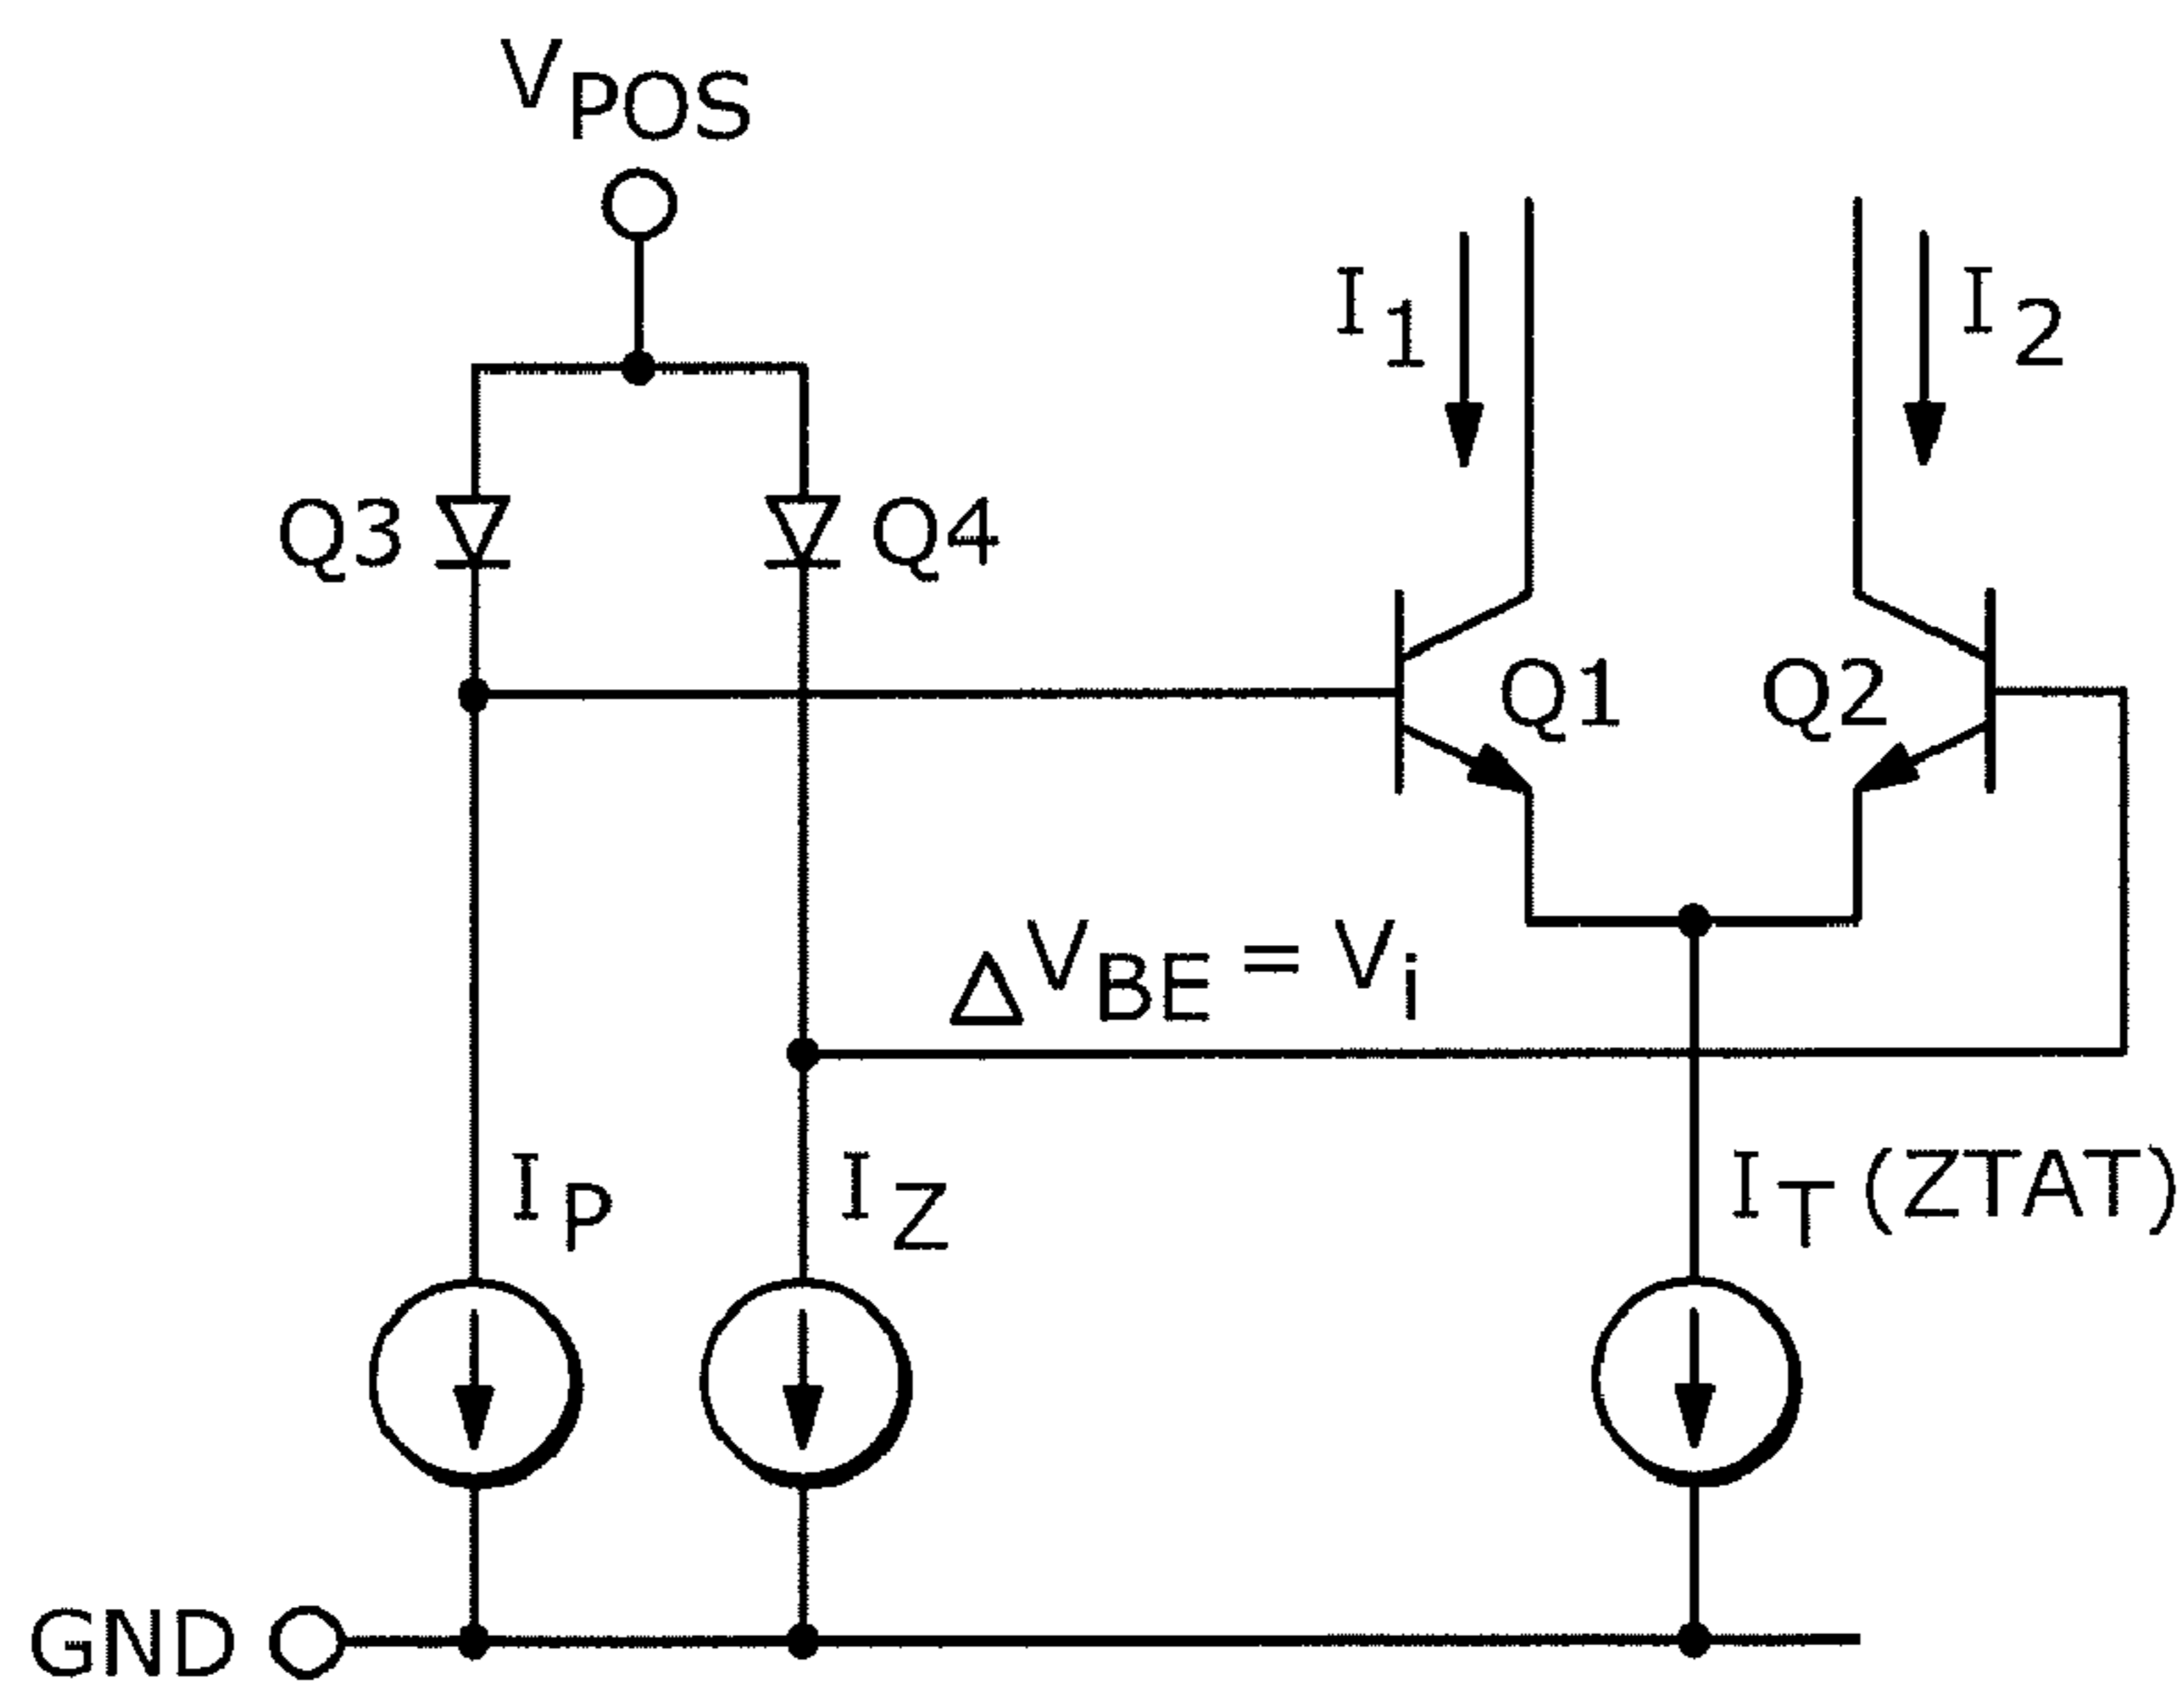 VPOS
I1
I2
Q3
Q4
Q1
Q2
ΔVBE = Vi
IP
IZ
IT (ZTAT)
GND